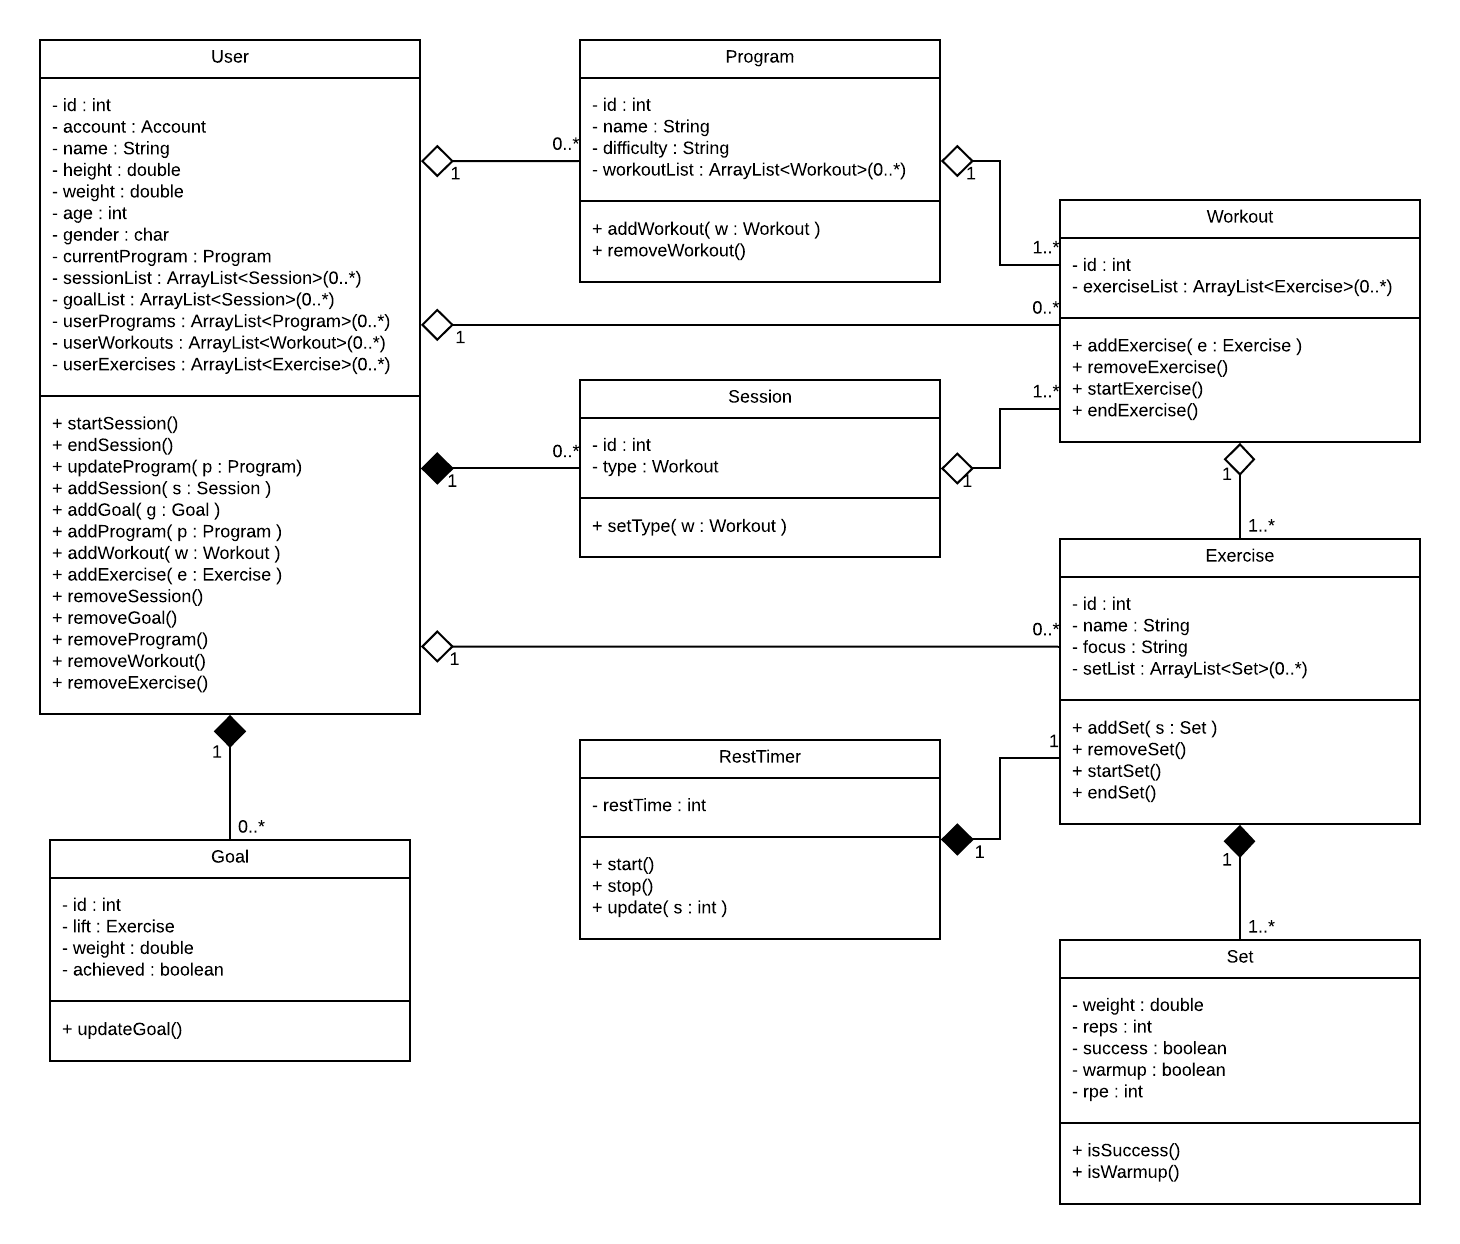 User
- id : int
- account : Account
- name : String
- height : double
- weight : double
- age : int
- gender : char
- currentProgram : Program
- sessionList : ArrayList<Session>(0..*)
- goalList : ArrayList<Session>(0..*)
- userPrograms : ArrayList<Program>(0..*)
- userWorkouts : ArrayList<Workout>(0..*)
- userExercises : ArrayList<Exercise>(0..*)
+ startSession()
+ endSession()
+ updateProgram( p : Program)
+ addSession( s : Session )
+ addGoal( g : Goal )
+ addProgram( p : Program )
+ addWorkout( w : Workout )
+ addExercise( e : Exercise )
+ removeSession()
+ removeGoal()
+ removeProgram()
+ removeWorkout()
+ removeExercise()
1
0..*
1
0..*
1
0..*
1
0..*
1
0..*
Goal
- id : int
- lift : Exercise
- weight : double
- achieved : boolean
+ updateGoal()
Program
- id : int
- name : String
- difficulty : String
- workoutList : ArrayList<Workout>(0..*)
+ addWorkout( w : Workout )
+ removeWorkout()
1
1..*
Session
- id : int
- type : Workout
+ setType( w : Workout )
1
1..*
RestTimer
- restTime : int
+ start()
+ stop()
+ update( s : int )
1
1
Workout
- id : int
- exerciseList : ArrayList<Exercise>(0..*)
+ addExercise( e : Exercise )
+ removeExercise()
+ startExercise()
+ endExercise()
1
1..*
Exercise
- id : int
- name : String
- focus : String
- setList : ArrayList<Set>(0..*)
+ addSet( s : Set )
+ removeSet()
+ startSet()
+ endSet()
1
1..*
Set
- weight : double
- reps : int
- success : boolean
- warmup : boolean
- rpe : int
+ isSuccess()
+ isWarmup()